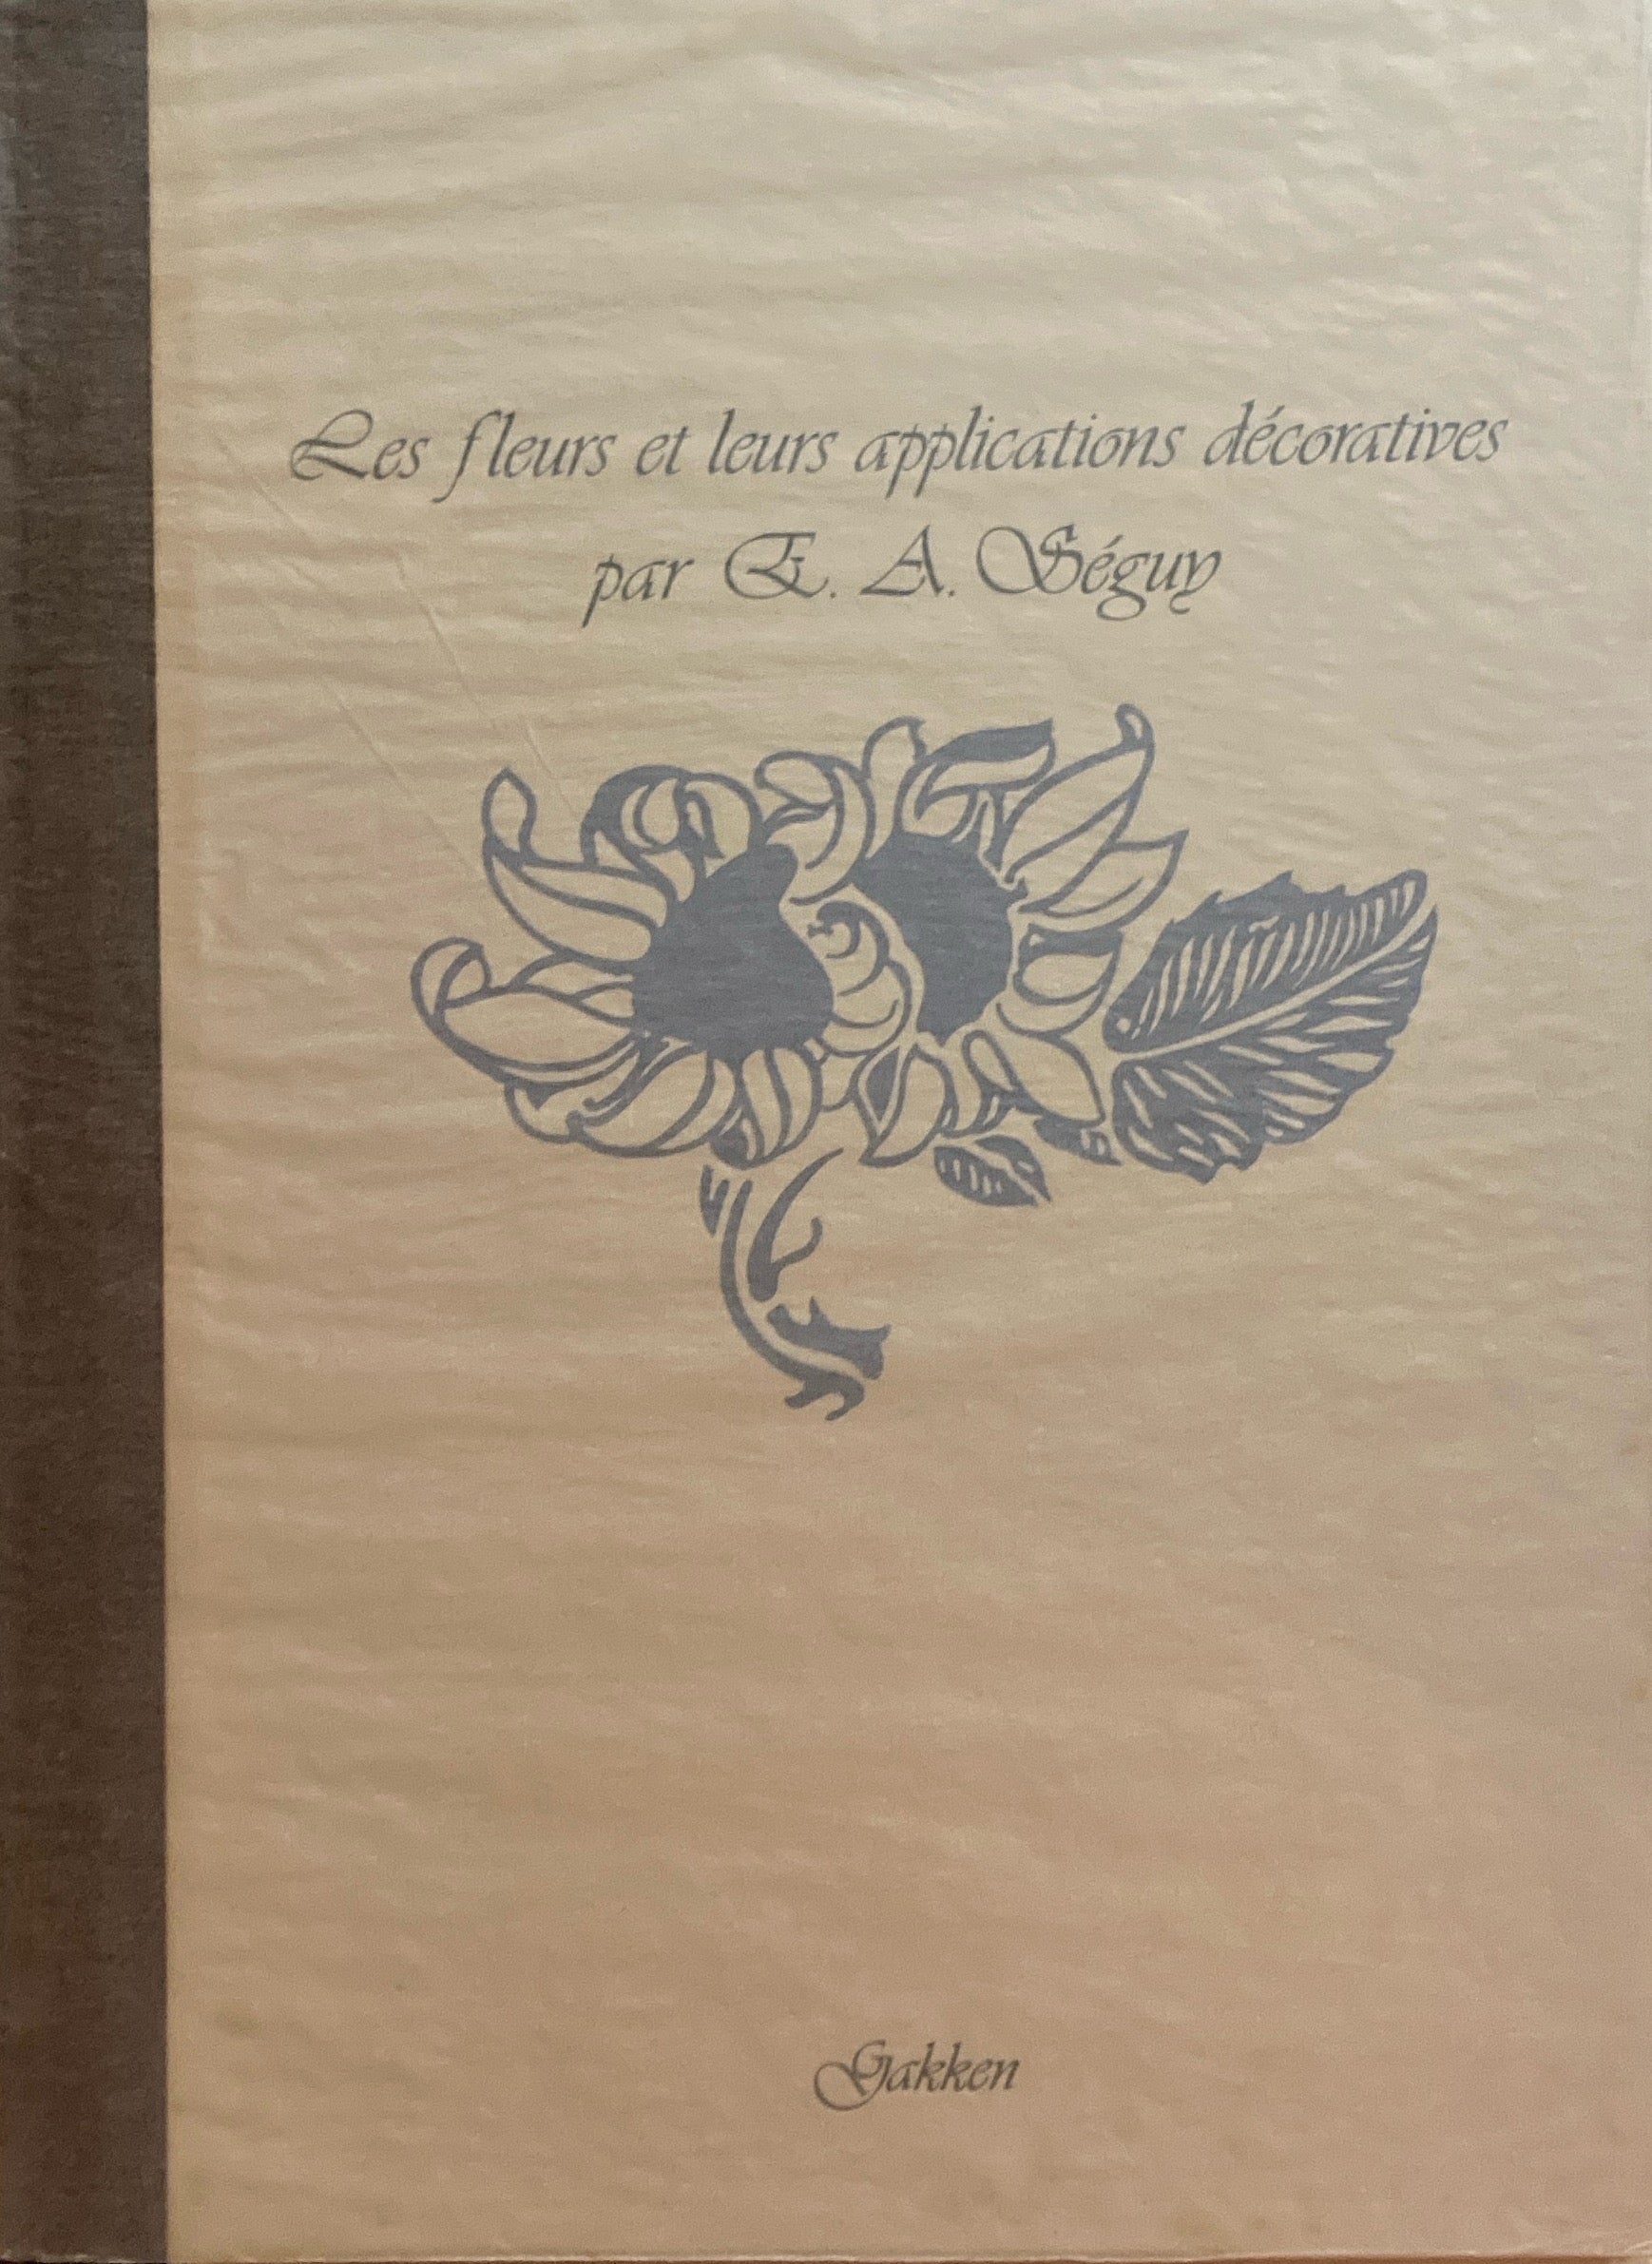 Les fleurs et leurs applications décoratives
par E. A. Séguy
Gakken